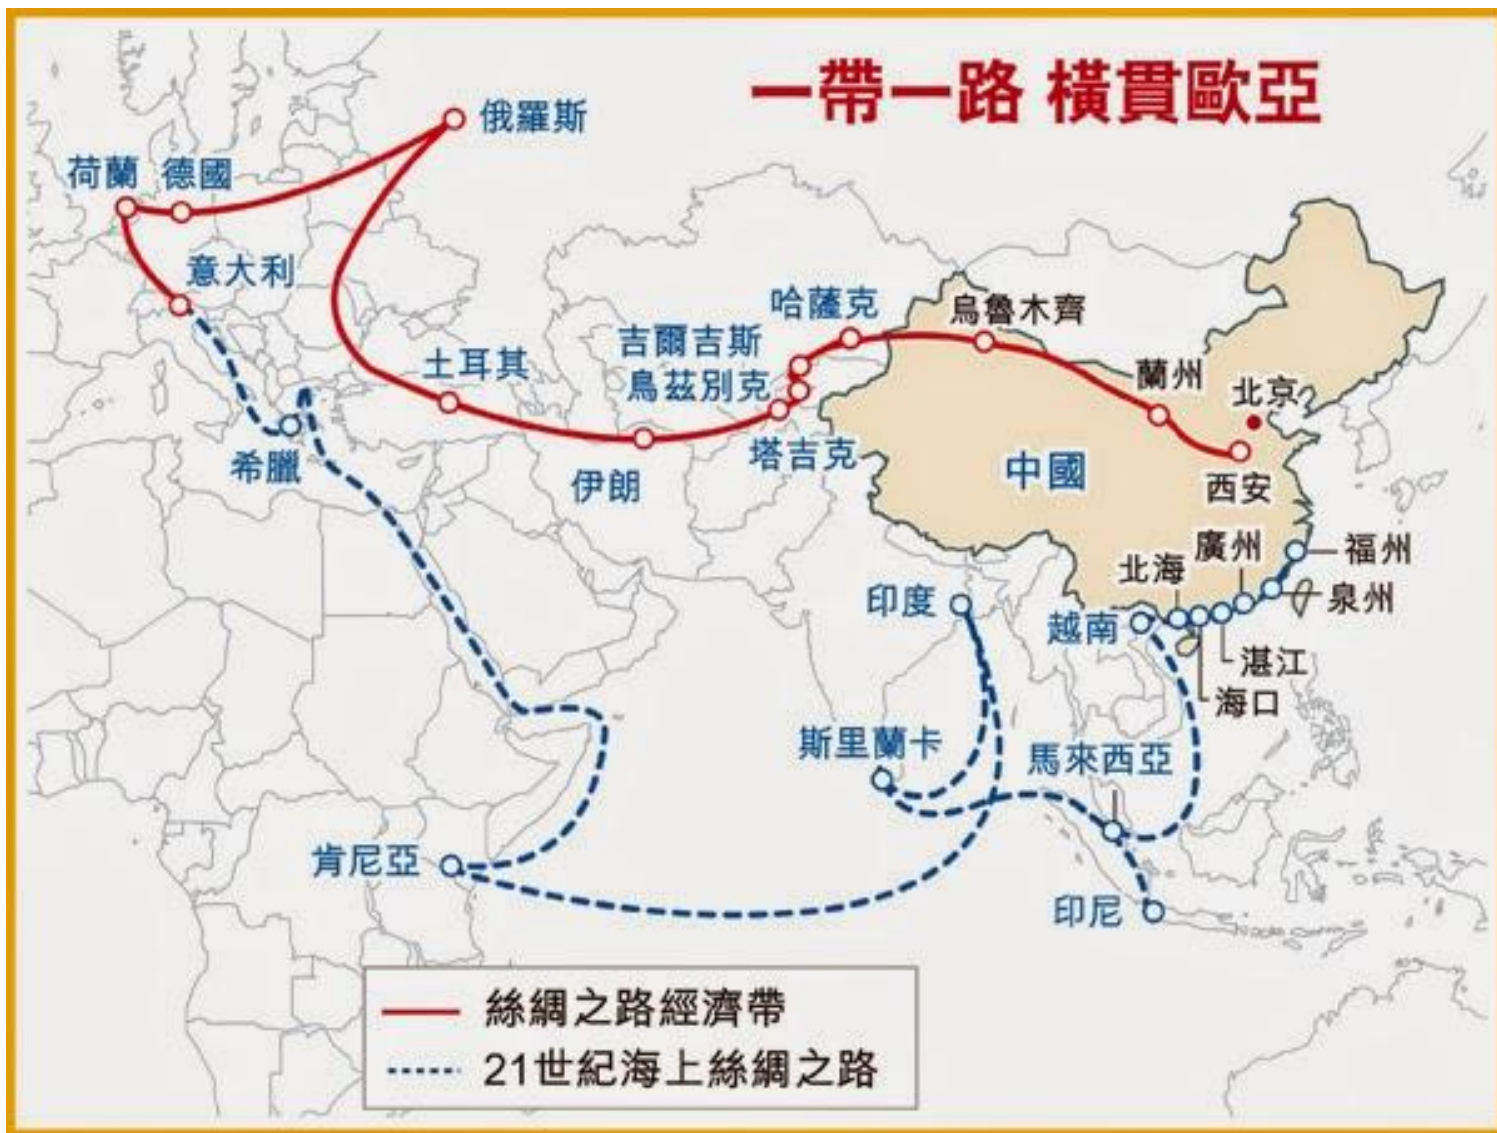 一帶一路 橫貫歐亞
俄羅斯
荷蘭
德國
意大利
哈薩克
烏魯木齊
吉爾吉斯
烏茲別克
土耳其
塔吉克
伊朗
希臘
蘭州
北京
中國
西安
廣州
北海
福州
泉州
印度
越南
湛江
海口
斯里蘭卡
馬來西亞
肯尼亞
印尼
絲綢之路經濟帶
21世紀海上絲綢之路